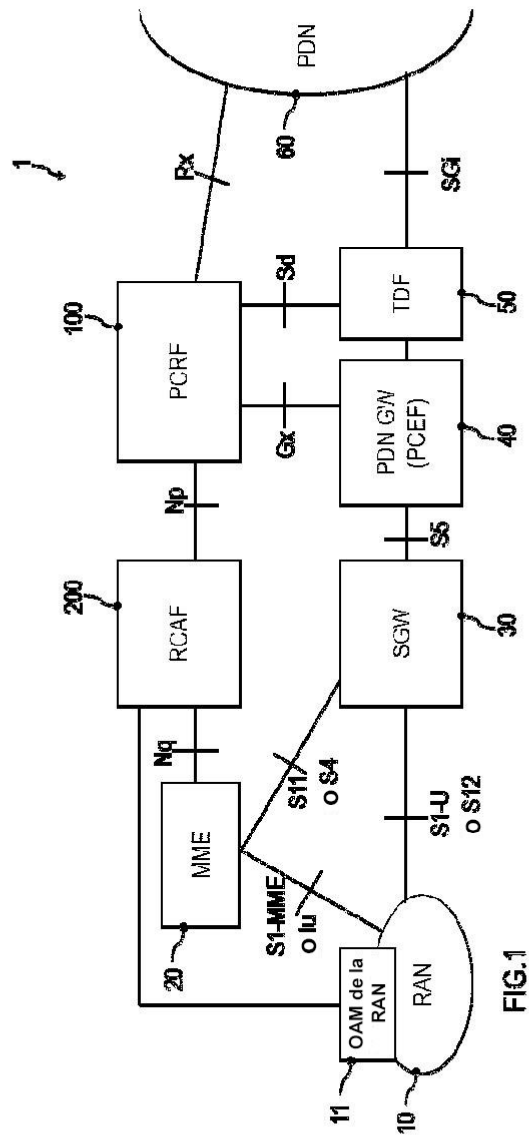 1
100
PCRF
Rx
PDN
60
200
RCAF
Np
Gx
Sd
SGi
TDF
50
PDN GW
(PCEF)
40
S5
SGW
30
Nq
MME
20
S11
o S4
S1-MME
o Iu
S1-U
o S12
OAM de la
RAN
11
RAN
10
FIG.1